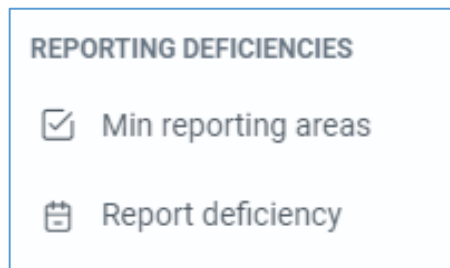 REPORTING DEFICIENCIES
Min reporting areas
Report deficiency